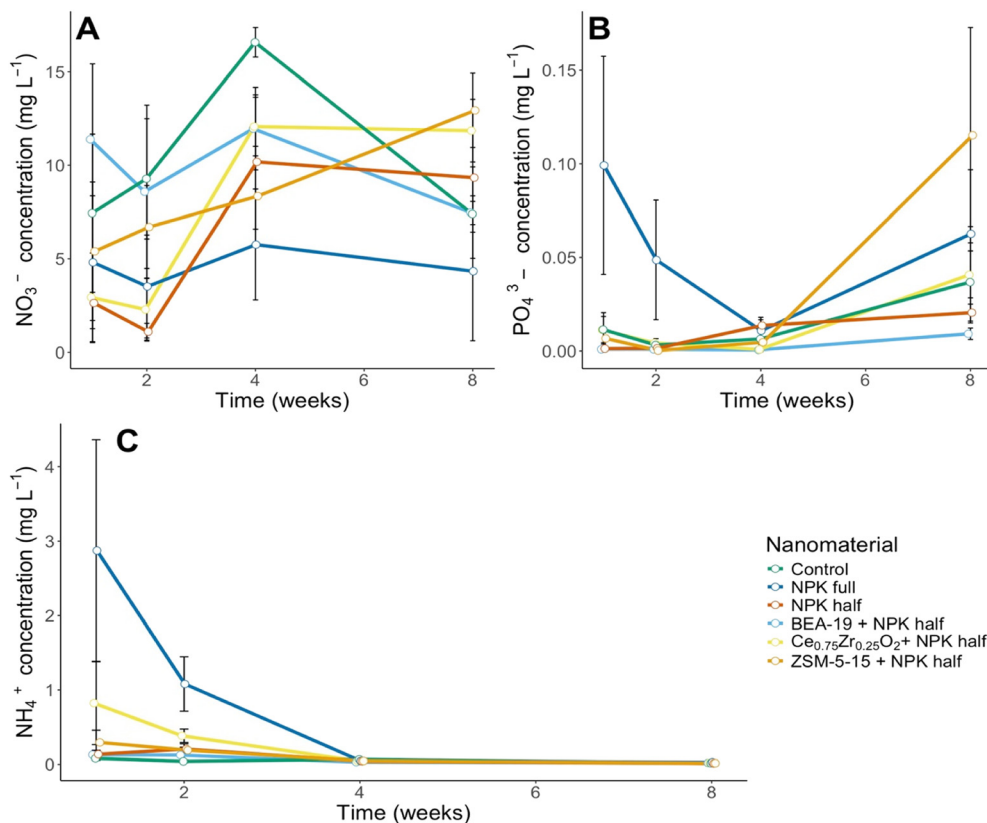 A
NO₃⁻ concentration (mg L⁻¹)
15
10
5
0
2
4
6
8
Time (weeks)
B
PO₄³⁻ concentration (mg L⁻¹)
0.15
0.10
0.05
0.00
2
4
6
8
Time (weeks)
C
NH₄⁺ concentration (mg L⁻¹)
4
3
2
1
0
2
4
6
8
Time (weeks)
Nanomaterial
Control
NPK full
NPK half
BEA-19 + NPK half
Ce₀.₇₅Zr₀.₂₅O₂+ NPK half
ZSM-5-15 + NPK half